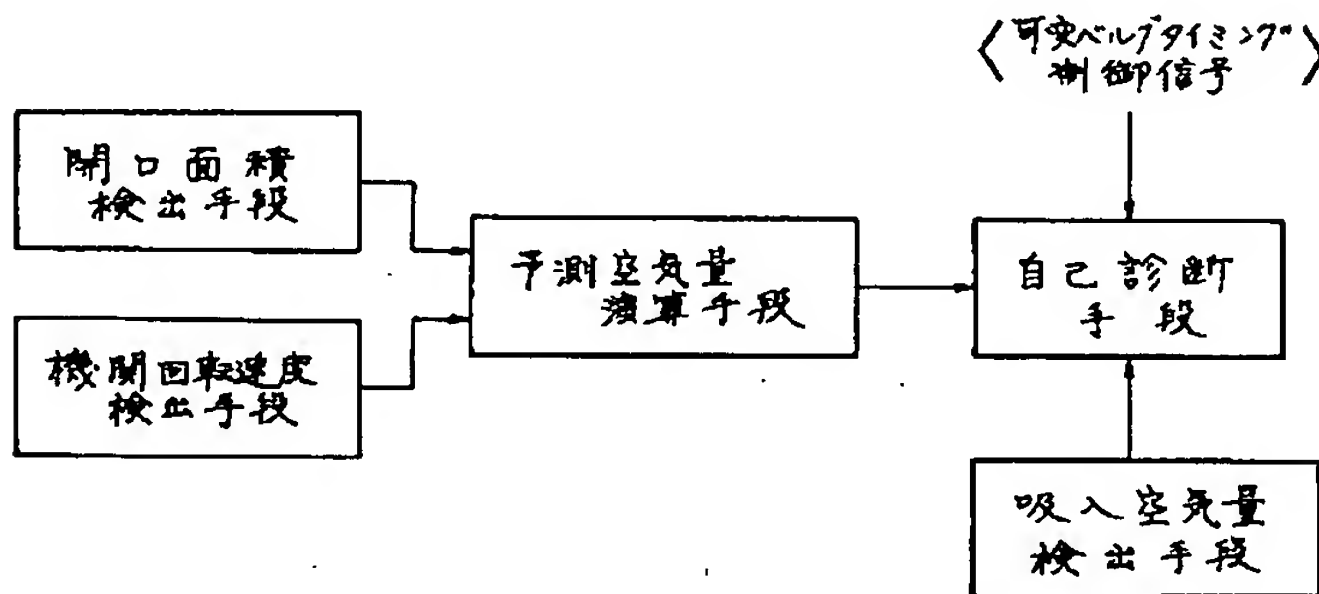 〈可変バルブタイミング
制御信号〉
開口面積
検出手段
予測空気量
演算手段
自己診断
手段
機関回転速度
検出手段
吸入空気量
検出手段